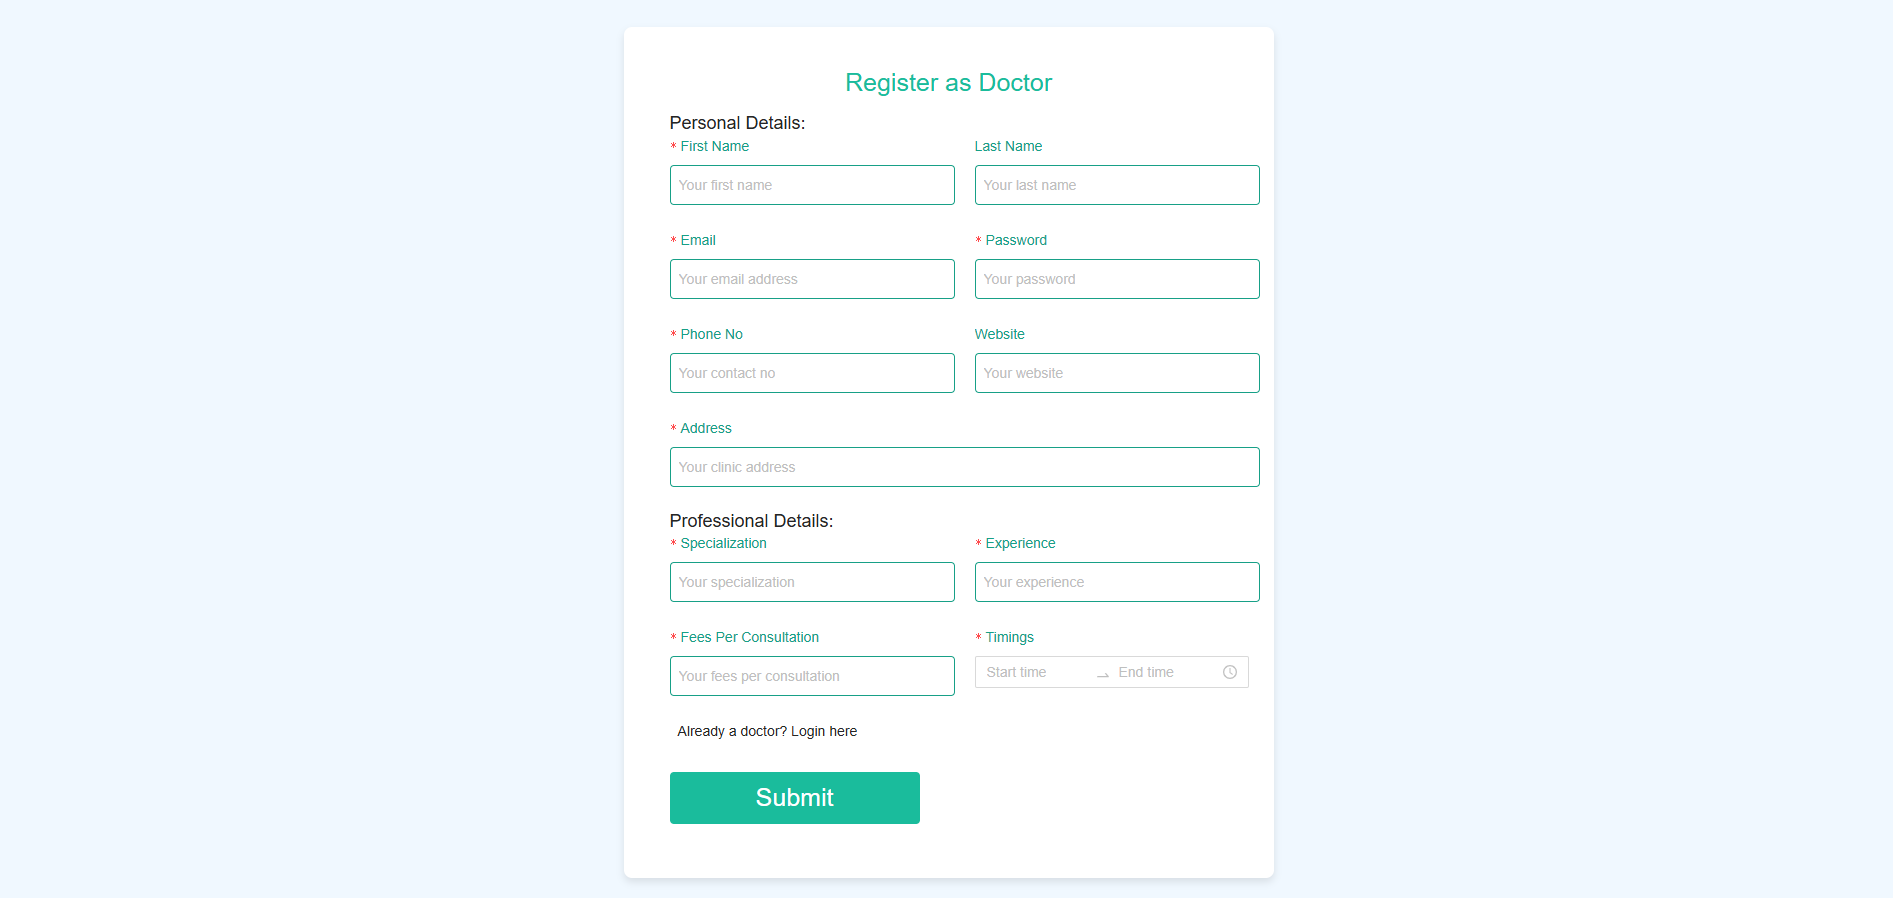 Register as Doctor
Personal Details:
* First Name
Last Name
Your first name
Your last name
* Email
* Password
Your email address
Your password
* Phone No
Website
Your contact no
Your website
* Address
Your clinic address
Professional Details:
* Specialization
* Experience
Your specialization
Your experience
* Fees Per Consultation
* Timings
Your fees per consultation
Start time
End time
Already a doctor? Login here
Submit